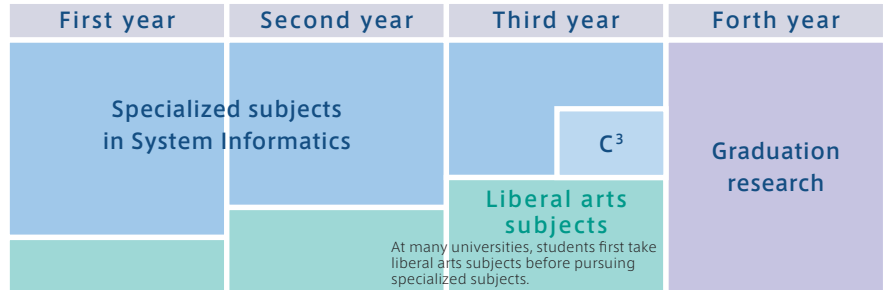 First year
Second year
Third year
Forth year
Specialized subjects
in System Informatics
C³
Graduation
research
Liberal arts
subjects
At many universities, students first take
liberal arts subjects before pursuing
specialized subjects.